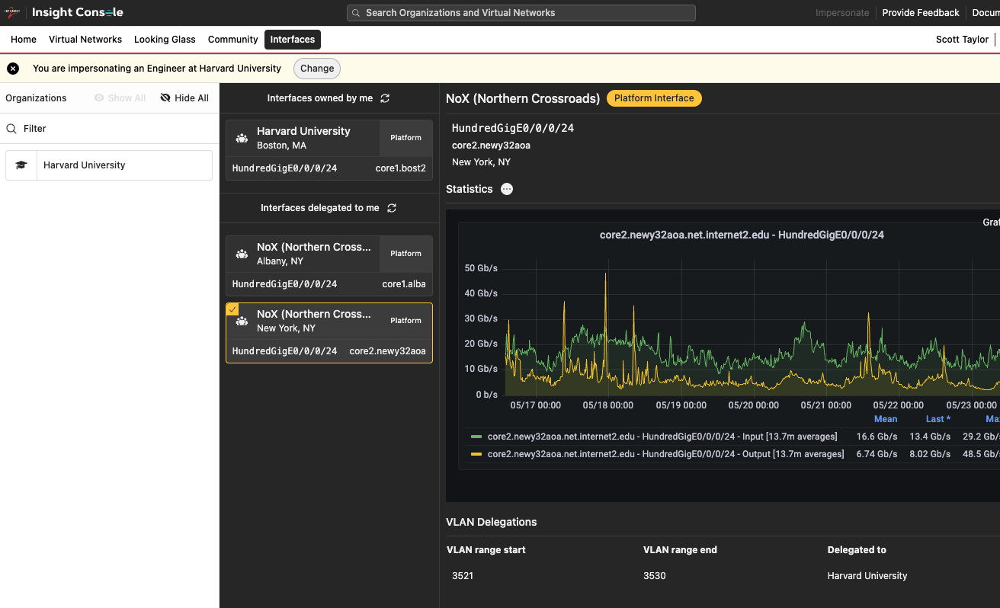 INTERNET
Insight Console
Search Organizations and Virtual Networks
Impersonate
Provide Feedback
Home
Virtual Networks
Looking Glass
Community
Interfaces
Scott Taylor
You are impersonating an Engineer at Harvard University
Change
Organizations
Show All
Hide All
Filter
Harvard University
Interfaces owned by me
Harvard University
Boston, MA
Platform
HundredGigE0/0/0/24
core1.bost2
Interfaces delegated to me
NoX (Northern Cross...
Albany, NY
Platform
HundredGigE0/0/0/24
core1.alba
NoX (Northern Cross...
New York, NY
Platform
HundredGigE0/0/0/24
core2.newy32aoa
NoX (Northern Crossroads)
Platform Interface
HundredGigE0/0/0/24
core2.newy32aoa
New York, NY
Statistics
core2.newy32aoa.net.internet2.edu - HundredGigE0/0/0/24
50 Gb/s
40 Gb/s
30 Gb/s
20 Gb/s
10 Gb/s
0 b/s
05/17 00:00
05/18 00:00
05/19 00:00
05/20 00:00
05/21 00:00
05/22 00:00
05/23 00:00
Mean Last *
core2.newy32aoa.net.internet2.edu - HundredGigE0/0/0/24 - Input [13.7m averages] 16.6 Gb/s 13.4 Gb/s 29.2 Gb/
core2.newy32aoa.net.internet2.edu - HundredGigE0/0/0/24 - Output [13.7m averages] 6.74 Gb/s 8.02 Gb/s 48.5 Gb/
VLAN Delegations
VLAN range start VLAN range end Delegated to
3521 3530 Harvard University